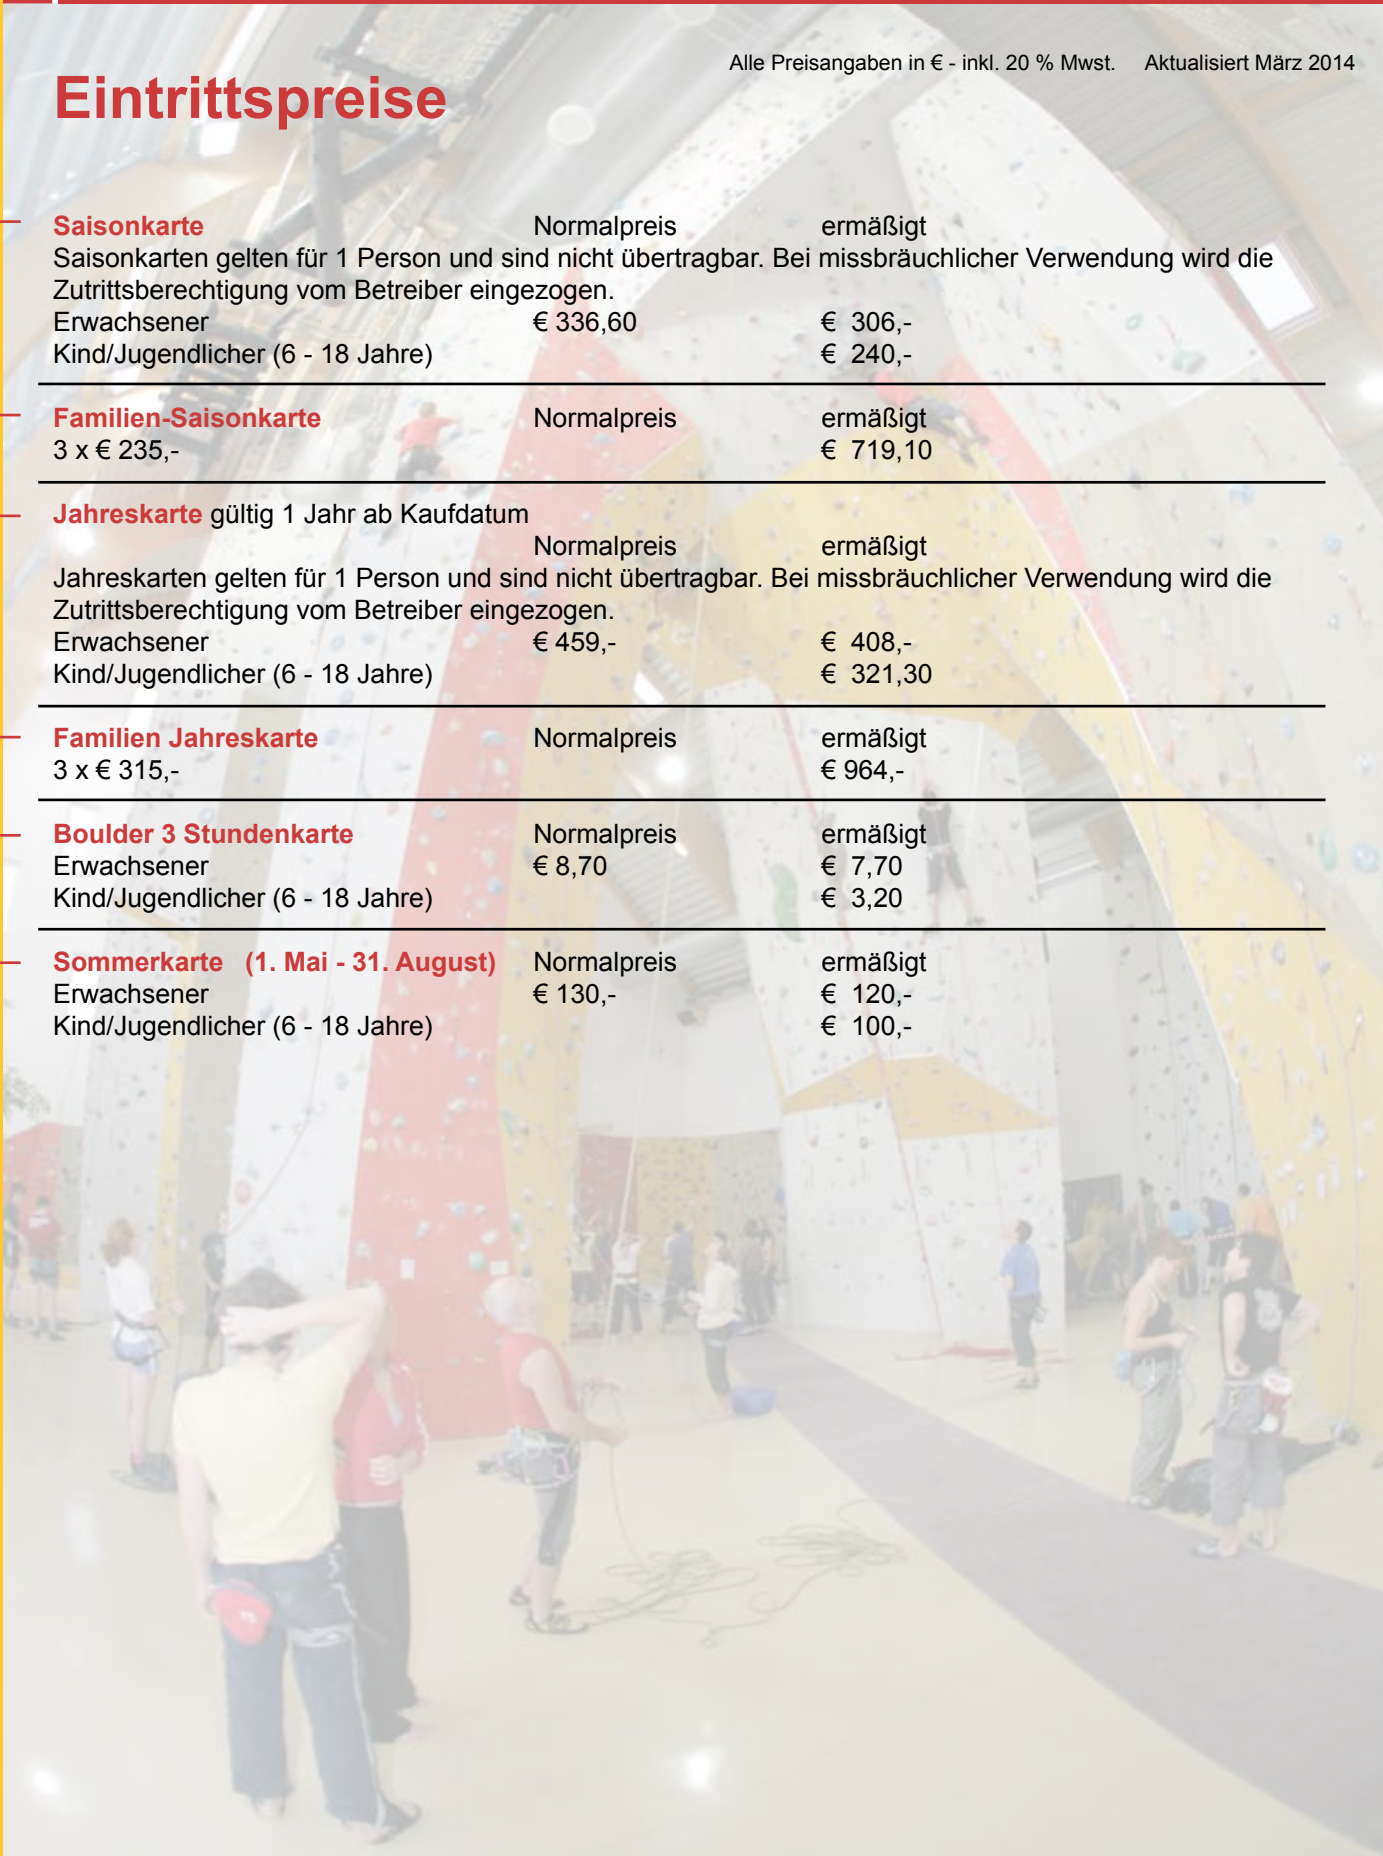 Alle Preisangaben in € - inkl. 20 % Mwst. Aktualisiert März 2014
Eintrittspreise
Saisonkarte Normalpreis ermäßigt
Saisonkarten gelten für 1 Person und sind nicht übertragbar. Bei missbräuchlicher Verwendung wird die
Zutrittsberechtigung vom Betreiber eingezogen.
Erwachsener € 336,60 € 306,-
Kind/Jugendlicher (6 - 18 Jahre) € 240,-
Familien-Saisonkarte Normalpreis ermäßigt
3 x € 235,- € 719,10
Jahreskarte gültig 1 Jahr ab Kaufdatum
Normalpreis ermäßigt
Jahreskarten gelten für 1 Person und sind nicht übertragbar. Bei missbräuchlicher Verwendung wird die
Zutrittsberechtigung vom Betreiber eingezogen.
Erwachsener € 459,- € 408,-
Kind/Jugendlicher (6 - 18 Jahre) € 321,30
Familien Jahreskarte Normalpreis ermäßigt
3 x € 315,- € 964,-
Boulder 3 Stundenkarte Normalpreis ermäßigt
Erwachsener € 8,70 € 7,70
Kind/Jugendlicher (6 - 18 Jahre) € 3,20
Sommerkarte (1. Mai - 31. August) Normalpreis ermäßigt
Erwachsener € 130,- € 120,-
Kind/Jugendlicher (6 - 18 Jahre) € 100,-